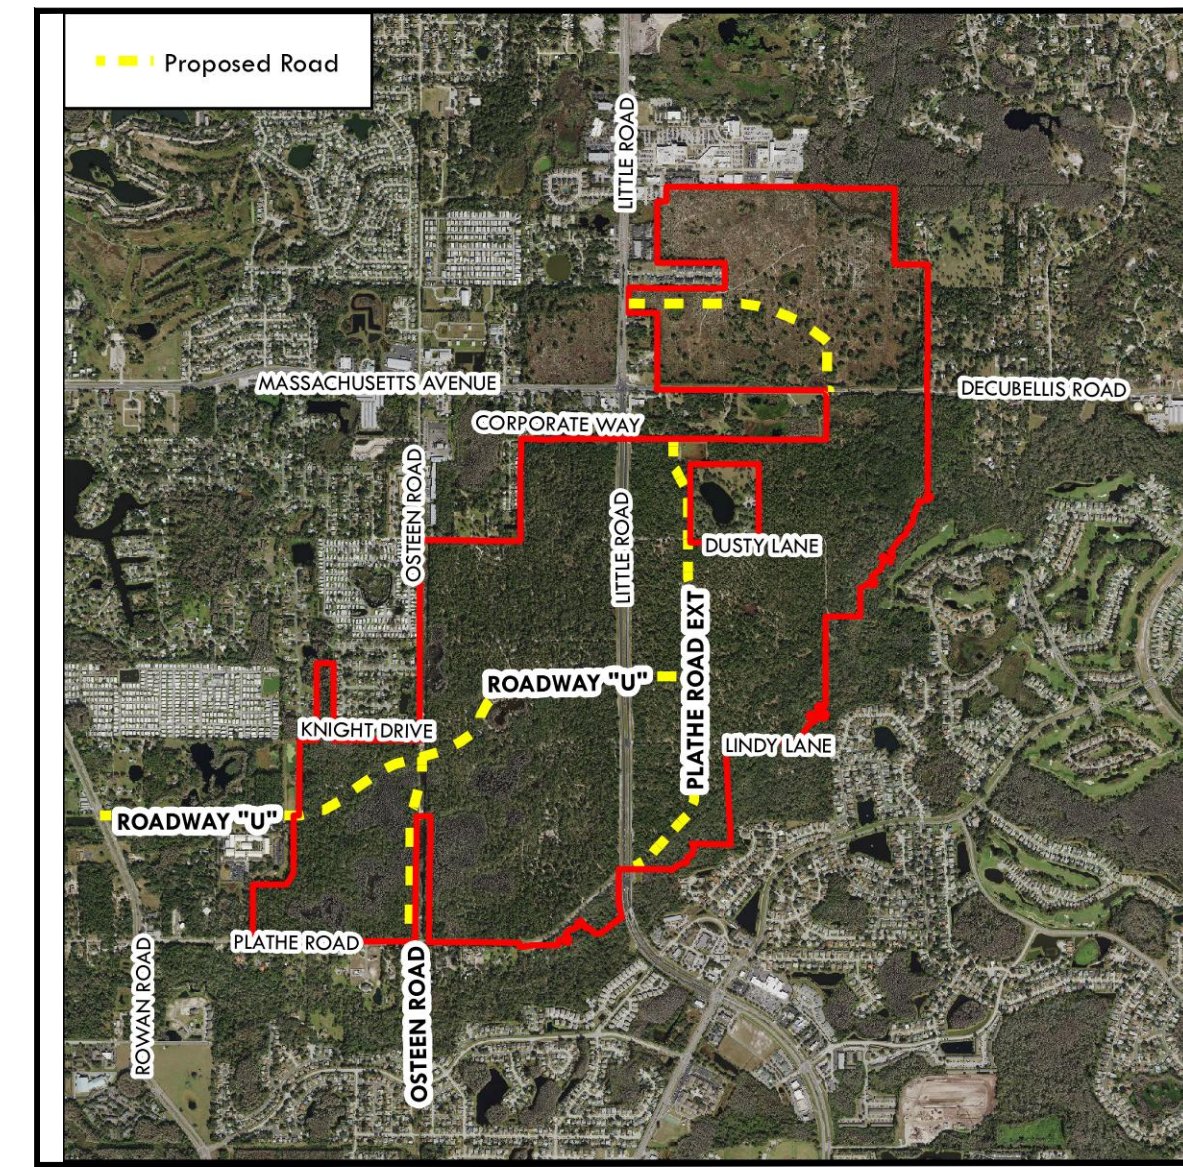 Proposed Road
LITTLE ROAD
MASSACHUSETTS AVENUE
DECUBELLIS ROAD
CORPORATE WAY
OSTEEN ROAD
LITTLE ROAD
DUSTY LANE
PLATHE ROAD EXT
ROADWAY "U"
KNIGHT DRIVE
LINDY LANE
ROADWAY "U"
PLATHE ROAD
ROWAN ROAD
OSTEEN ROAD